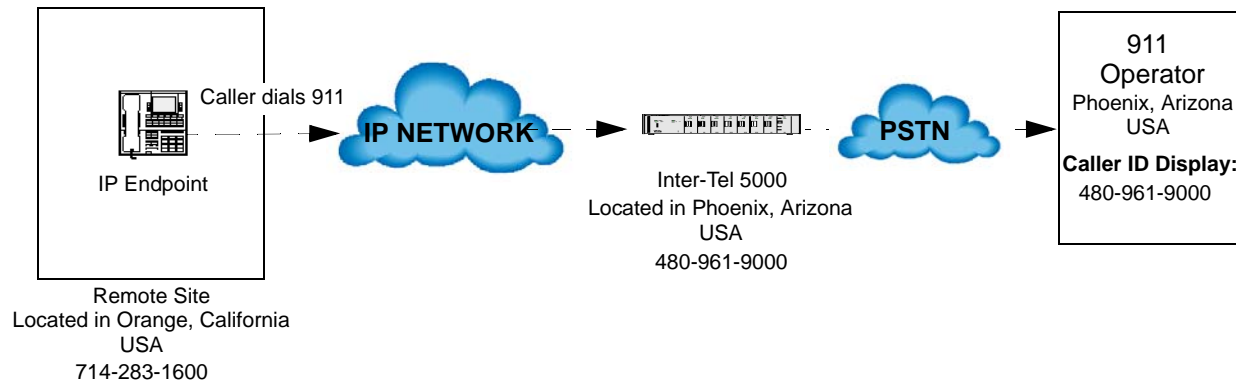 Caller dials 911
IP Endpoint
Remote Site
Located in Orange, California
USA
714-283-1600
IP NETWORK
Inter-Tel 5000
Located in Phoenix, Arizona
USA
480-961-9000
PSTN
911
Operator
Phoenix, Arizona
USA
Caller ID Display:
480-961-9000